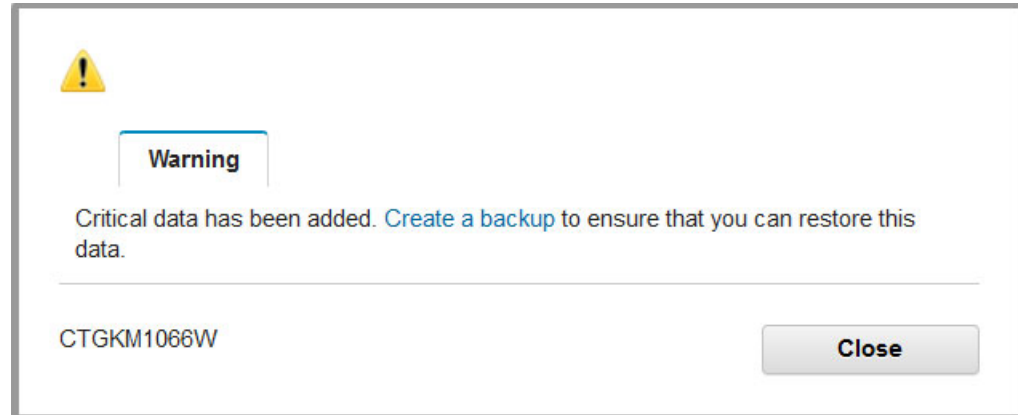 Warning
Critical data has been added. Create a backup to ensure that you can restore this
data.
CTGKM1066W
Close